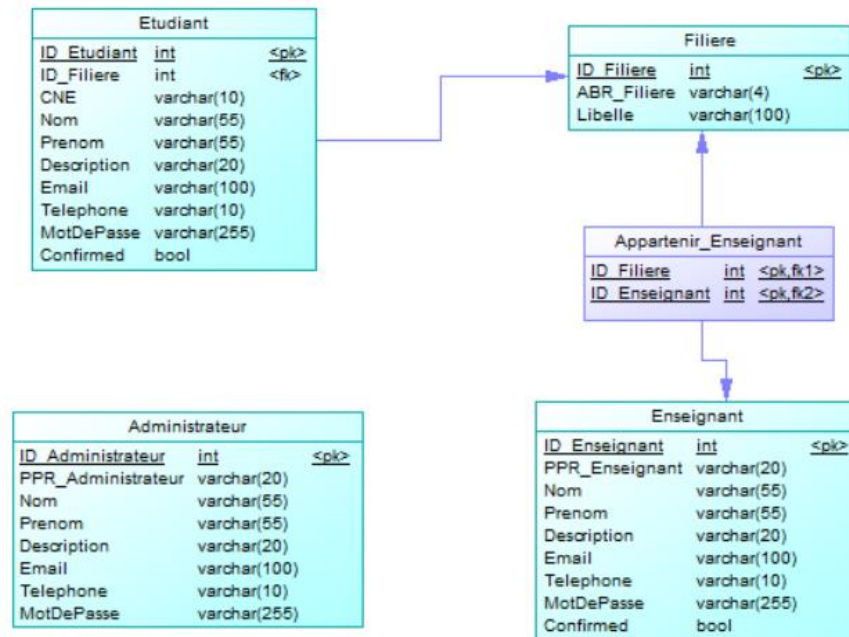 Etudiant
ID_Etudiant int <pk>
ID_Filiere int <fk>
CNE varchar(10)
Nom varchar(55)
Prenom varchar(55)
Description varchar(20)
Email varchar(100)
Telephone varchar(10)
MotDePasse varchar(255)
Confirmed bool
Filiere
ID_Filiere int <pk>
ABR_Filiere varchar(4)
Libelle varchar(100)
Appartenir_Enseignant
ID_Filiere int <pk,fk1>
ID_Enseignant int <pk,fk2>
Administrateur
ID_Administrateur int <pk>
PPR_Administrateur varchar(20)
Nom varchar(55)
Prenom varchar(55)
Description varchar(20)
Email varchar(100)
Telephone varchar(10)
MotDePasse varchar(255)
Enseignant
ID_Enseignant int <pk>
PPR_Enseignant varchar(20)
Nom varchar(55)
Prenom varchar(55)
Description varchar(20)
Email varchar(100)
Telephone varchar(10)
MotDePasse varchar(255)
Confirmed bool